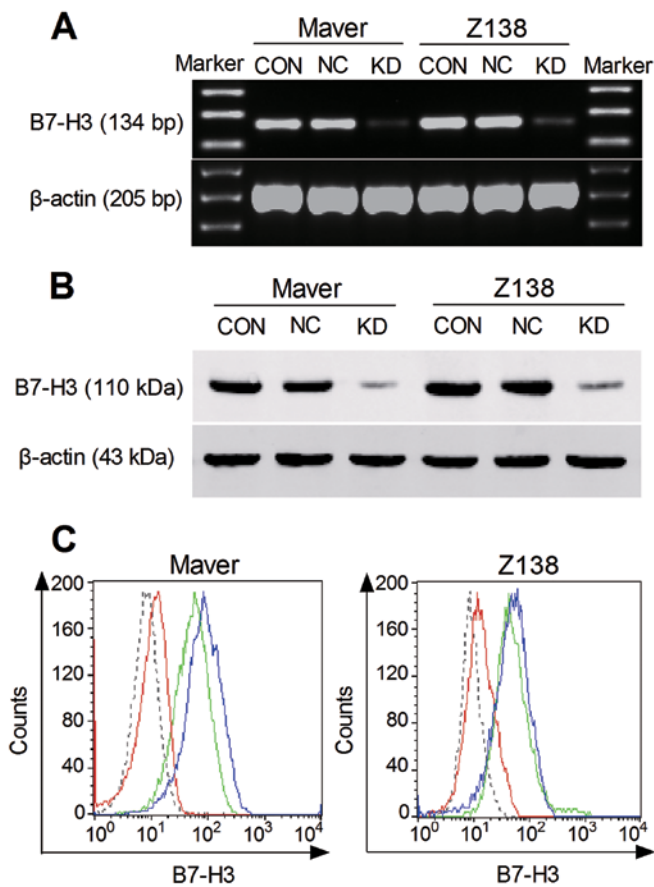 A
Maver Z138
Marker CON NC KD CON NC KD Marker
B7-H3 (134 bp)
β-actin (205 bp)
B
Maver Z138
CON NC KD CON NC KD
B7-H3 (110 kDa)
β-actin (43 kDa)
C
Maver Z138
200 200
160 160
120 120
80 80
40 40
0 0
Counts Counts
10⁰ 10¹ 10² 10³ 10⁴ 10⁰ 10¹ 10² 10³ 10⁴
B7-H3 B7-H3